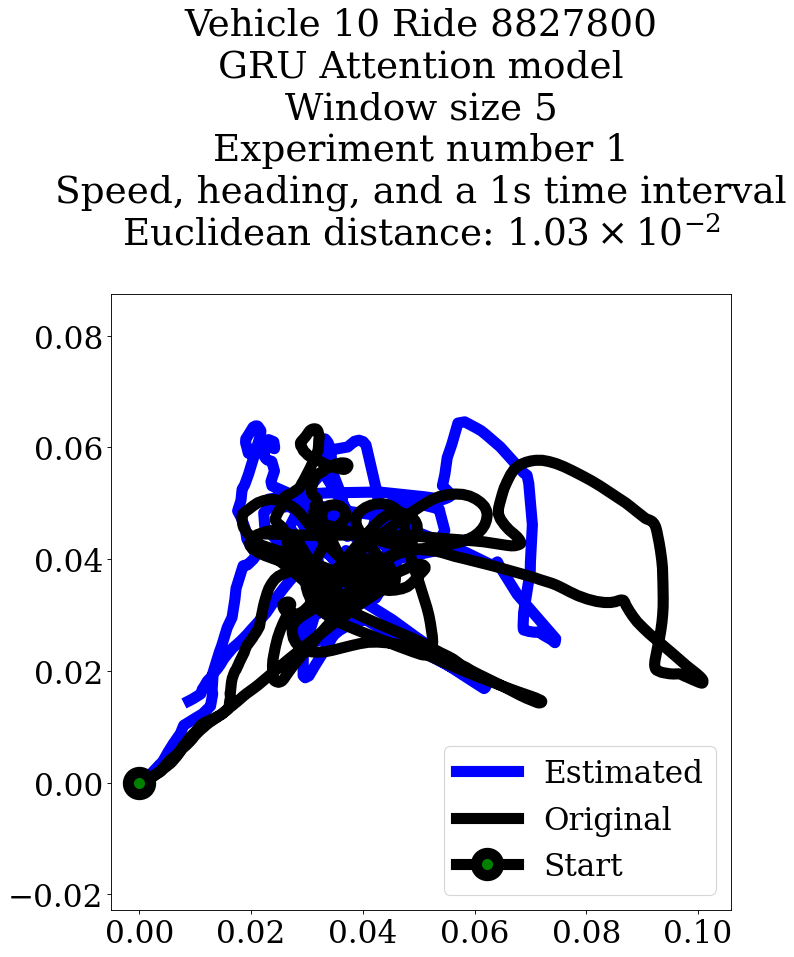 Vehicle 10 Ride 8827800
GRU Attention model
Window size 5
Experiment number 1
Speed, heading, and a 1s time interval
Euclidean distance: 1.03 × 10⁻²
0.08
0.06
0.04
0.02
0.00
−0.02
0.00 0.02 0.04 0.06 0.08 0.10
Estimated
Original
Start